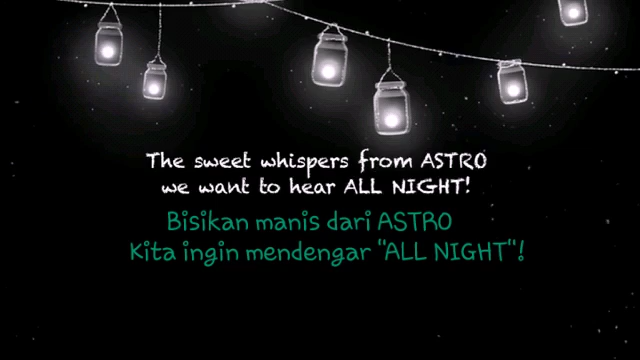 The sweet whispers from ASTRO
we want to hear ALL NIGHT!
Bisikan manis dari ASTRO
Kita ingin mendengar "ALL NIGHT"!